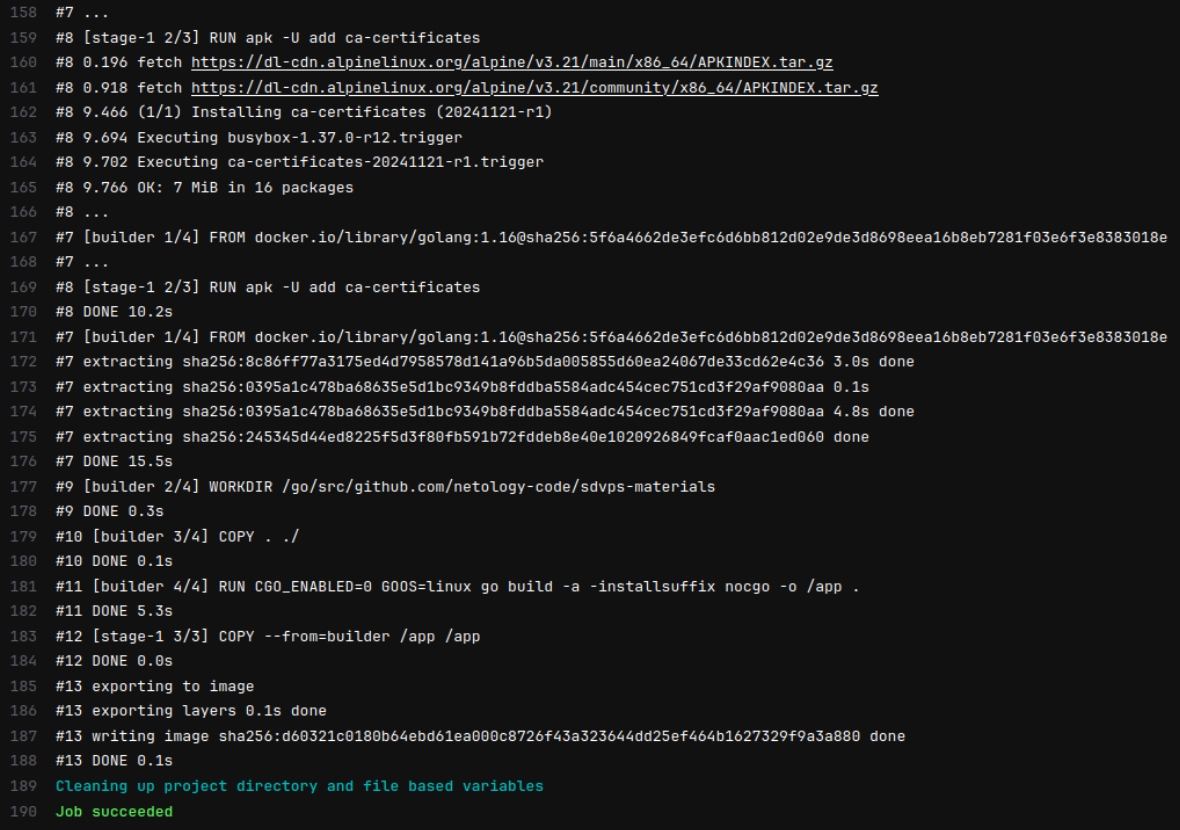 158 #7 ...
159 #8 [stage-1 2/3] RUN apk -U add ca-certificates
160 #8 0.196 fetch https://dl-cdn.alpinelinux.org/alpine/v3.21/main/x86_64/APKINDEX.tar.gz
161 #8 0.918 fetch https://dl-cdn.alpinelinux.org/alpine/v3.21/community/x86_64/APKINDEX.tar.gz
162 #8 9.466 (1/1) Installing ca-certificates (20241121-r1)
163 #8 9.694 Executing busybox-1.37.0-r12.trigger
164 #8 9.702 Executing ca-certificates-20241121-r1.trigger
165 #8 9.766 OK: 7 MiB in 16 packages
166 #8 ...
167 #7 [builder 1/4] FROM docker.io/library/golang:1.16@sha256:5f6a4662de3efc6d6bb812d02e9de3d8698eea16b8eb7281f03e6f3e8383018e
168 #7 ...
169 #8 [stage-1 2/3] RUN apk -U add ca-certificates
170 #8 DONE 10.2s
171 #7 [builder 1/4] FROM docker.io/library/golang:1.16@sha256:5f6a4662de3efc6d6bb812d02e9de3d8698eea16b8eb7281f03e6f3e8383018e
172 #7 extracting sha256:8c86ff77a3175ed4d7958578d141a96b5da005855d60ea24067de33cd62e4c36 3.0s done
173 #7 extracting sha256:0395a1c478ba68635e5d1bc9349b8fddba5584adc454cec751cd3f29af9080aa 0.1s
174 #7 extracting sha256:0395a1c478ba68635e5d1bc9349b8fddba5584adc454cec751cd3f29af9080aa 4.8s done
175 #7 extracting sha256:245345d44ed8225f5d3f80fb591b72fddeb8e40e1020926849fcaf0aac1ed060 done
176 #7 DONE 15.5s
177 #9 [builder 2/4] WORKDIR /go/src/github.com/netology-code/sdvps-materials
178 #9 DONE 0.3s
179 #10 [builder 3/4] COPY . ./
180 #10 DONE 0.1s
181 #11 [builder 4/4] RUN CGO_ENABLED=0 GOOS=linux go build -a -installsuffix nocgo -o /app .
182 #11 DONE 5.3s
183 #12 [stage-1 3/3] COPY --from=builder /app /app
184 #12 DONE 0.0s
185 #13 exporting to image
186 #13 exporting layers 0.1s done
187 #13 writing image sha256:d60321c0180b64ebd61ea000c8726f43a323644dd25ef464b1627329f9a3a880 done
188 #13 DONE 0.1s
189 Cleaning up project directory and file based variables
190 Job succeeded